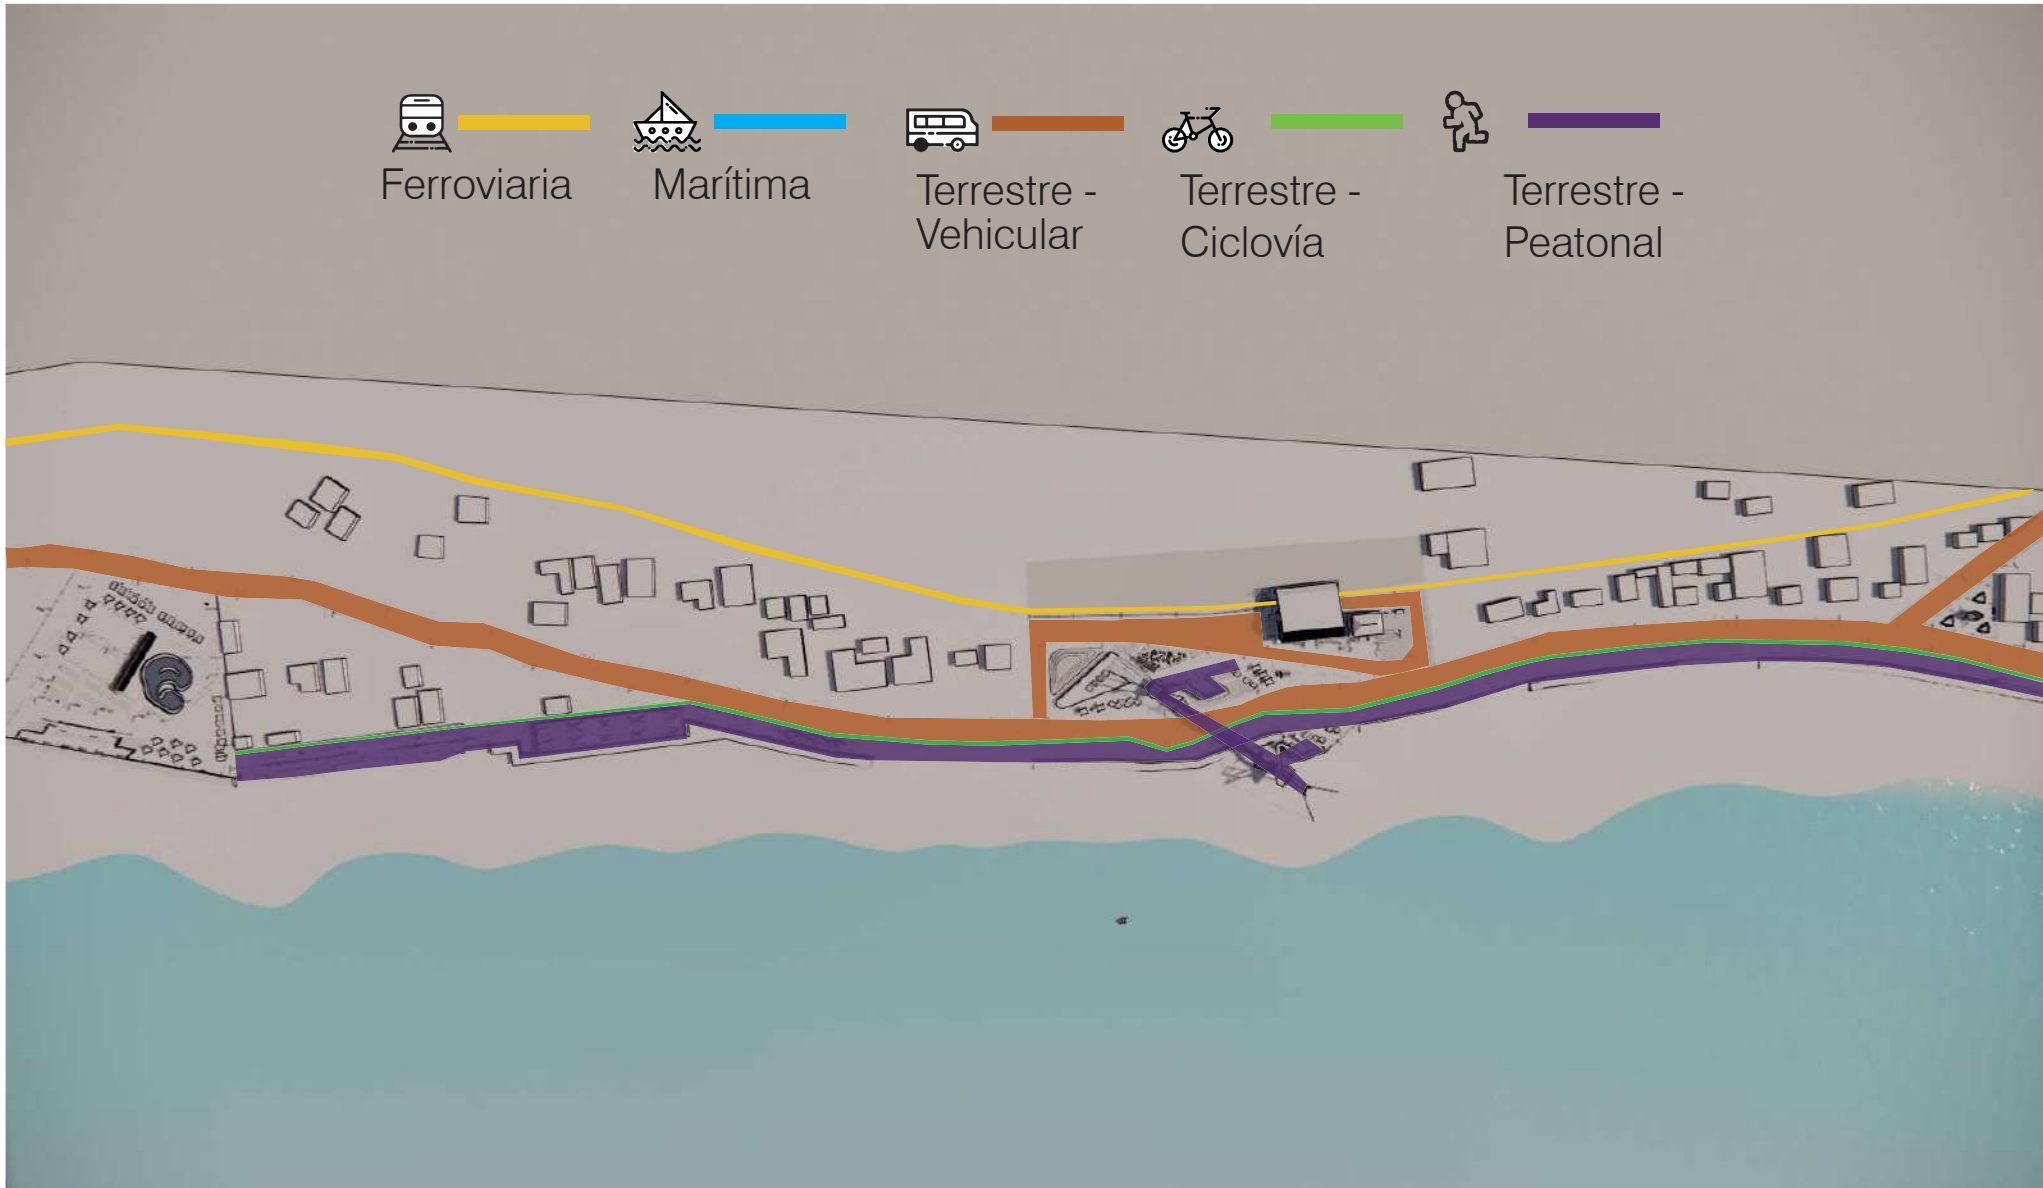 Ferroviaria
Marítima
Terrestre -
Vehicular
Terrestre -
Ciclovía
Terrestre -
Peatonal